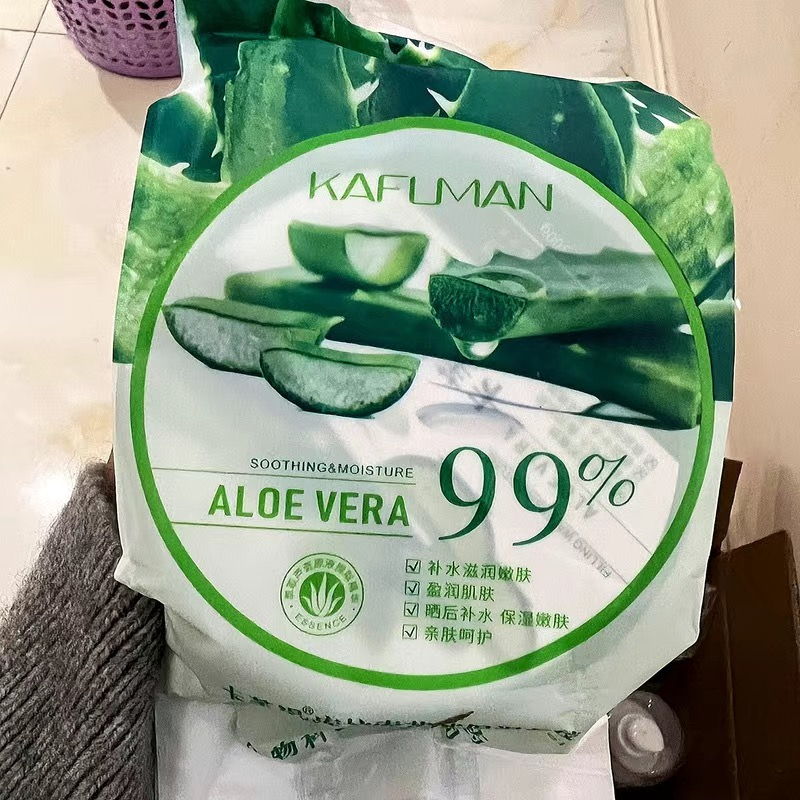 KAFUMAN
SOOTHING&MOISTURE
ALOE VERA
99%
ESSENCE
☑ 补水滋润嫩肤
☑ 盈润肌肤
☑ 晒后补水 保湿嫩肤
☑ 亲肤呵护